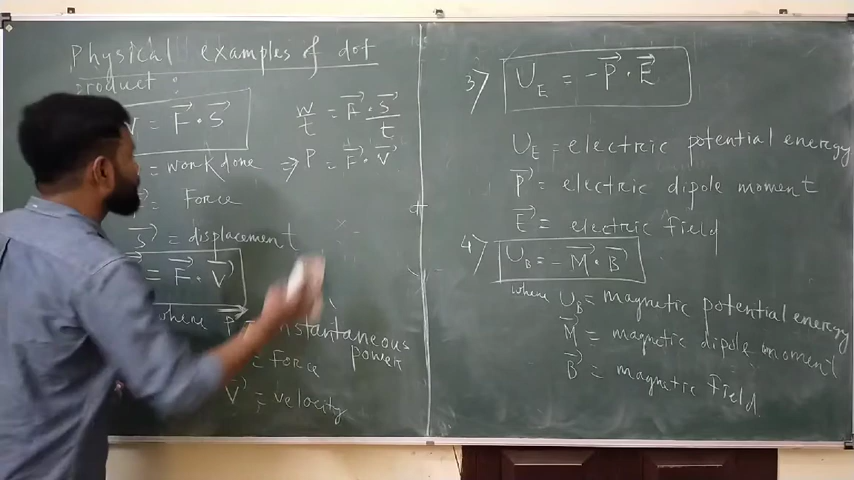 Physical examples of dot
product:
= F⃗ · S⃗
= work done
= Force
S⃗ = displacement
= F⃗ · V⃗
where P = instantaneous
power
= Force
V⃗ = velocity
W/t = F⃗ · S⃗/t
⇒ P = F⃗ · V⃗
3) U_E = -P⃗ · E⃗
U_E = electric potential energy
P⃗ = electric dipole moment
E⃗ = electric field
4) U_B = -M⃗ · B⃗
where U_B = magnetic potential energy
M⃗ = magnetic dipole moment
B⃗ = magnetic field